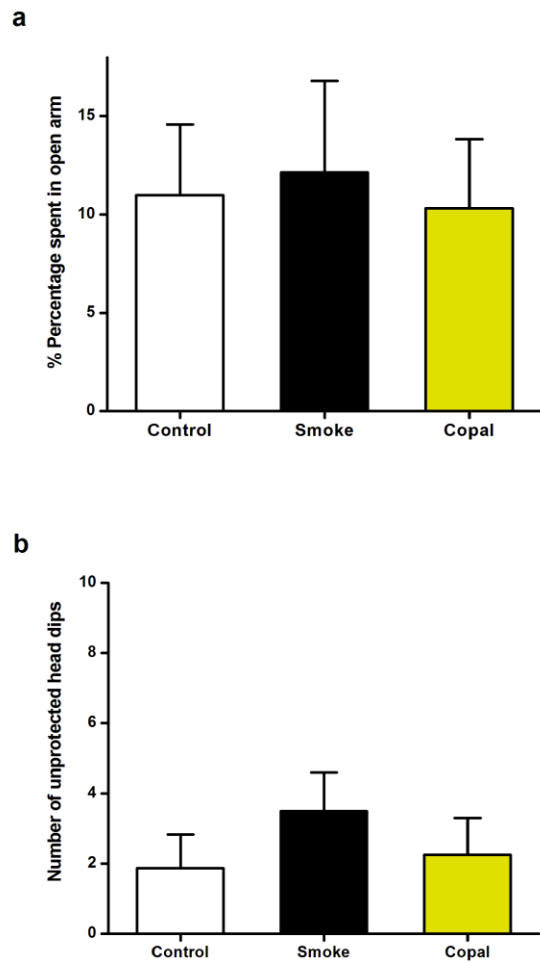 a
% Percentage spent in open arm
15
10
5
0
Control Smoke Copal
b
Number of unprotected head dips
10
8
6
4
2
0
Control Smoke Copal